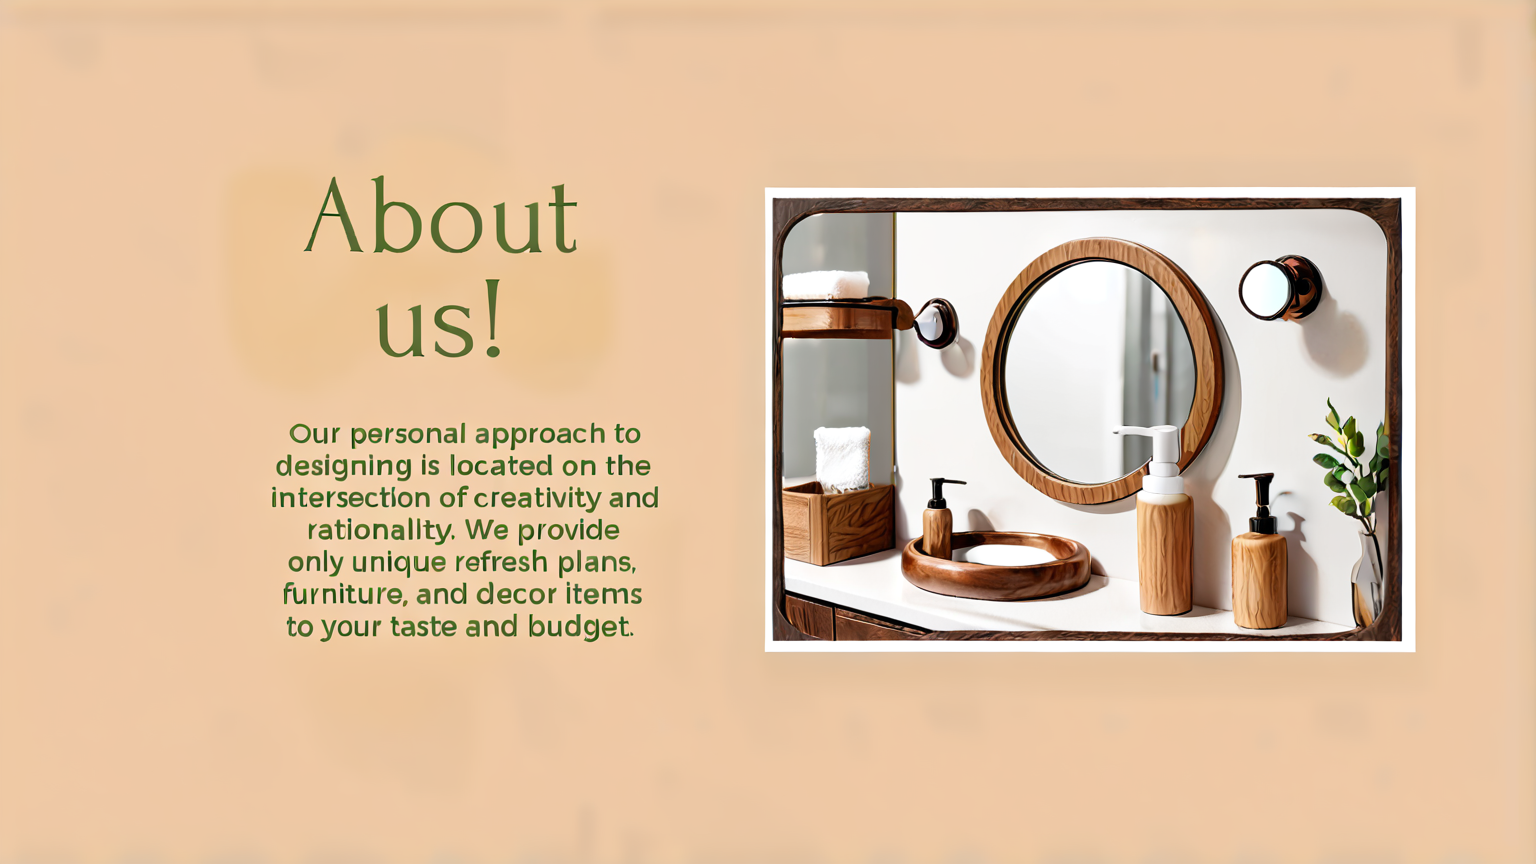 About
us!
Our personal approach to
designing is located on the
intersection of creativity and
rationality. We provide
only unique refresh plans,
furniture, and decor items
to your taste and budget.